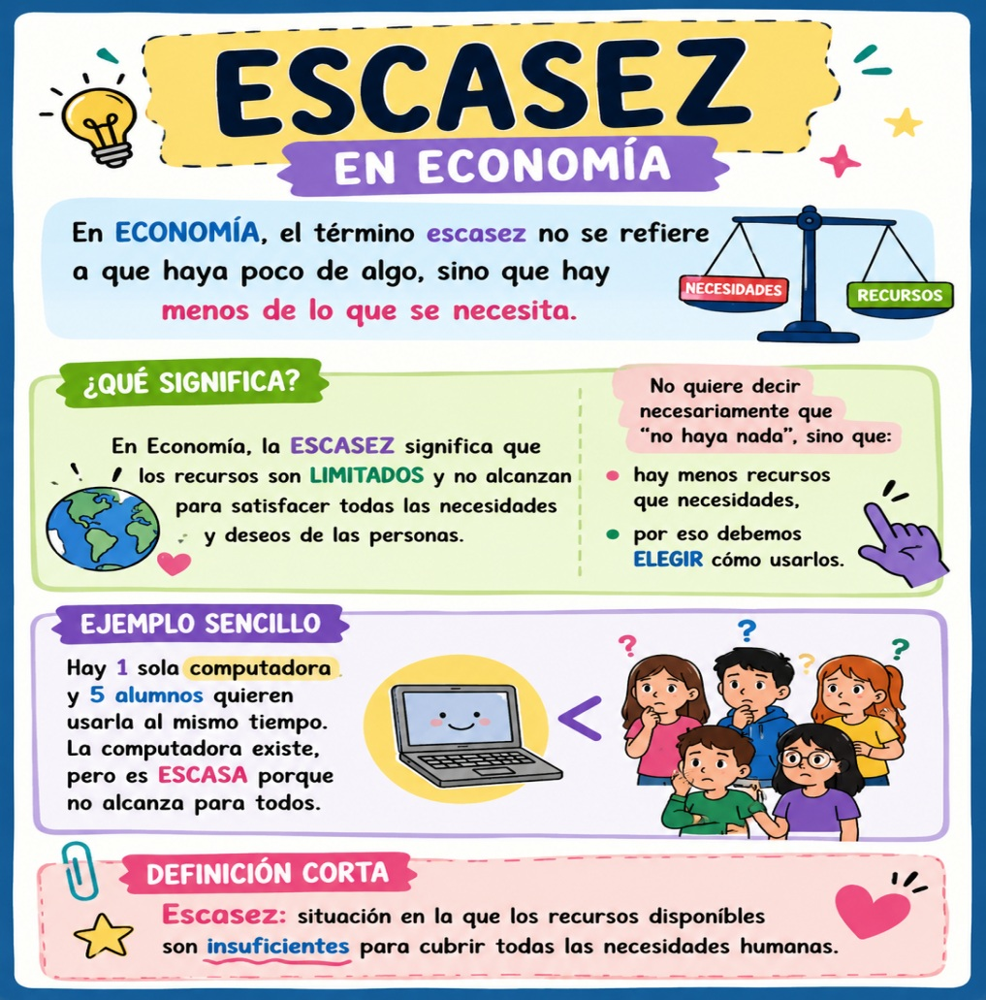 ESCASEZ
EN ECONOMÍA
En ECONOMÍA, el término escasez no se refiere
a que haya poco de algo, sino que hay
menos de lo que se necesita.
NECESIDADES
RECURSOS
¿QUÉ SIGNIFICA?
En Economía, la ESCASEZ significa que
los recursos son LIMITADOS y no alcanzan
para satisfacer todas las necesidades
y deseos de las personas.
No quiere decir
necesariamente que
“no haya nada”, sino que:
hay menos recursos
que necesidades,
por eso debemos
ELEGIR cómo usarlos.
EJEMPLO SENCILLO
Hay 1 sola computadora
y 5 alumnos quieren
usarla al mismo tiempo.
La computadora existe,
pero es ESCASA porque
no alcanza para todos.
<
? ? ? ?
DEFINICIÓN CORTA
Escasez: situación en la que los recursos disponíbles
son insuficientes para cubrir todas las necesidades humanas.